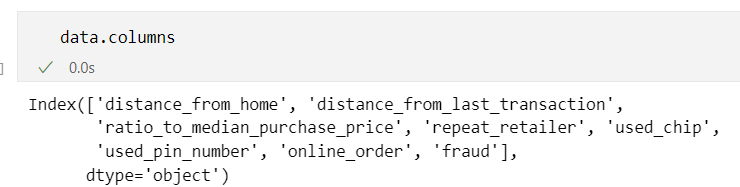 data.columns
0.0s
Index(['distance_from_home', 'distance_from_last_transaction',
'ratio_to_median_purchase_price', 'repeat_retailer', 'used_chip',
'used_pin_number', 'online_order', 'fraud'],
dtype='object')